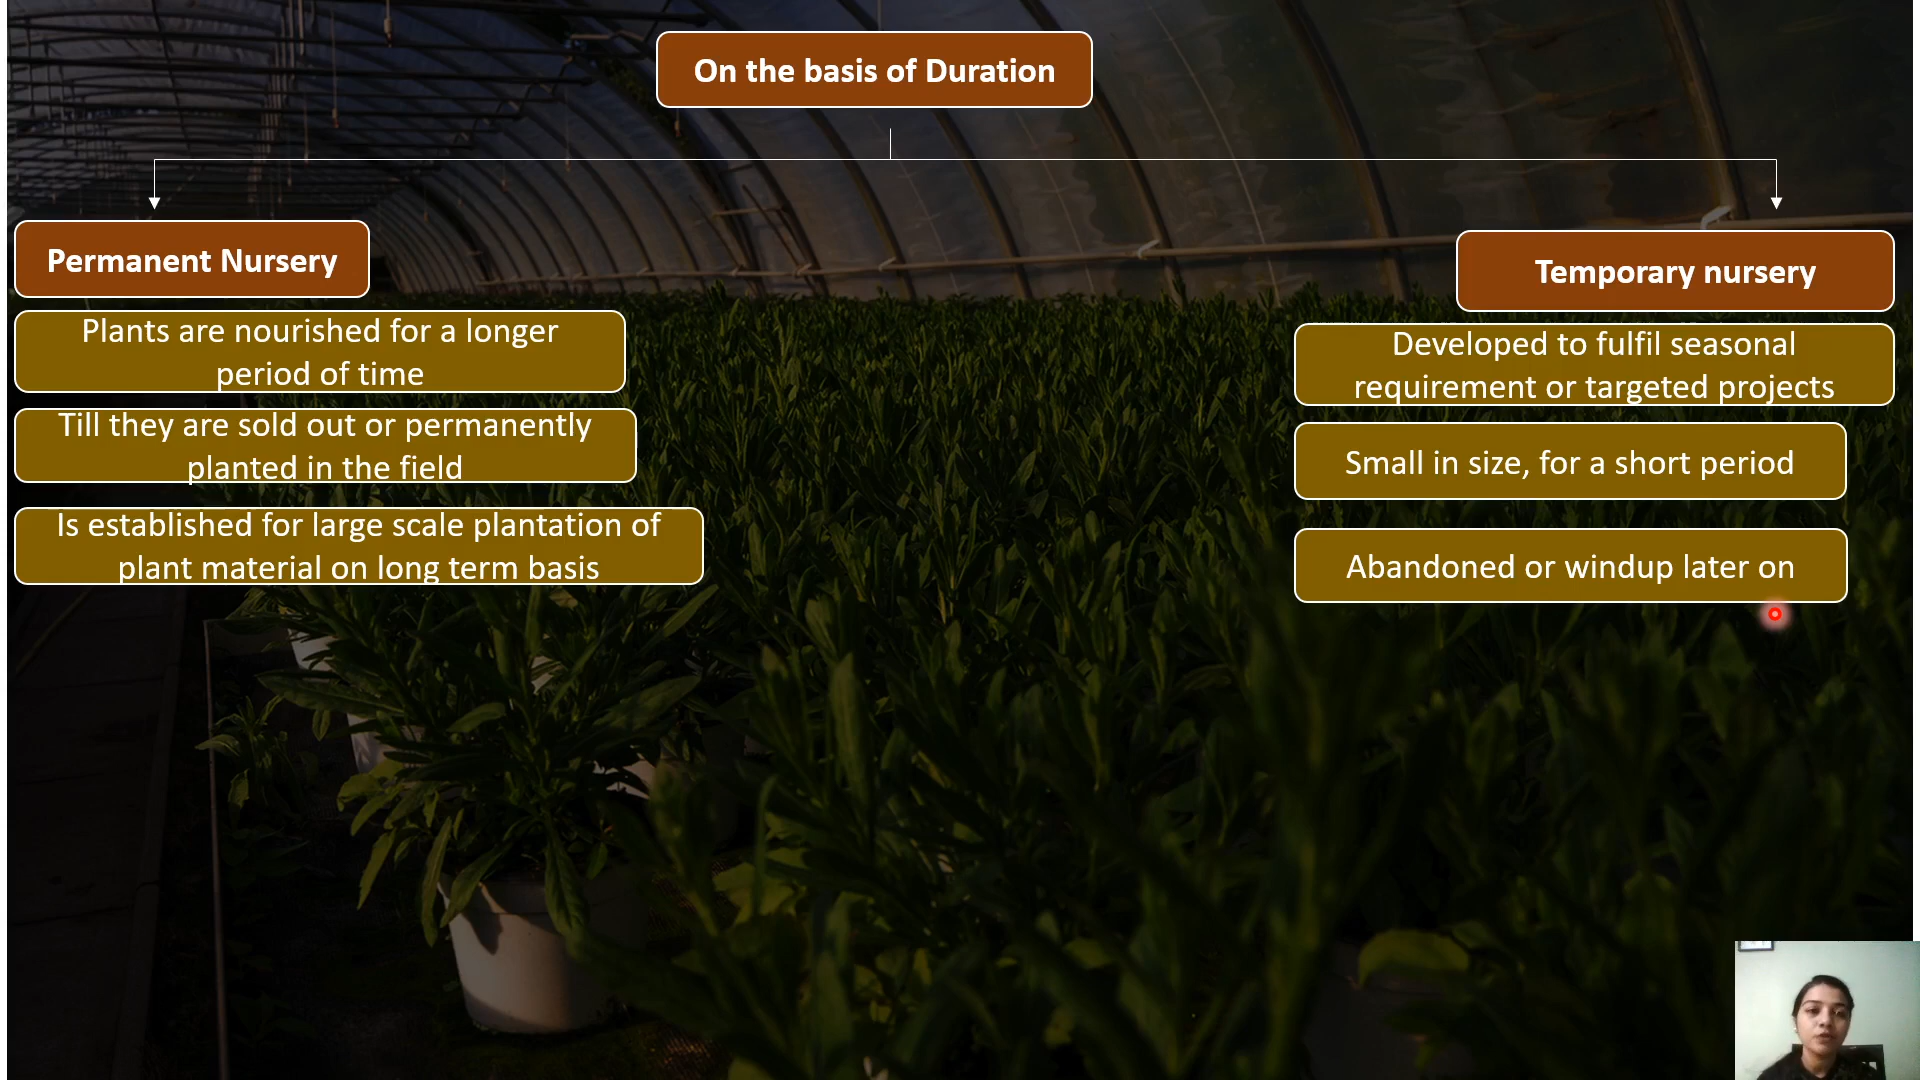 On the basis of Duration
Permanent Nursery
Plants are nourished for a longer
period of time
Till they are sold out or permanently
planted in the field
Is established for large scale plantation of
plant material on long term basis
Temporary nursery
Developed to fulfil seasonal
requirement or targeted projects
Small in size, for a short period
Abandoned or windup later on